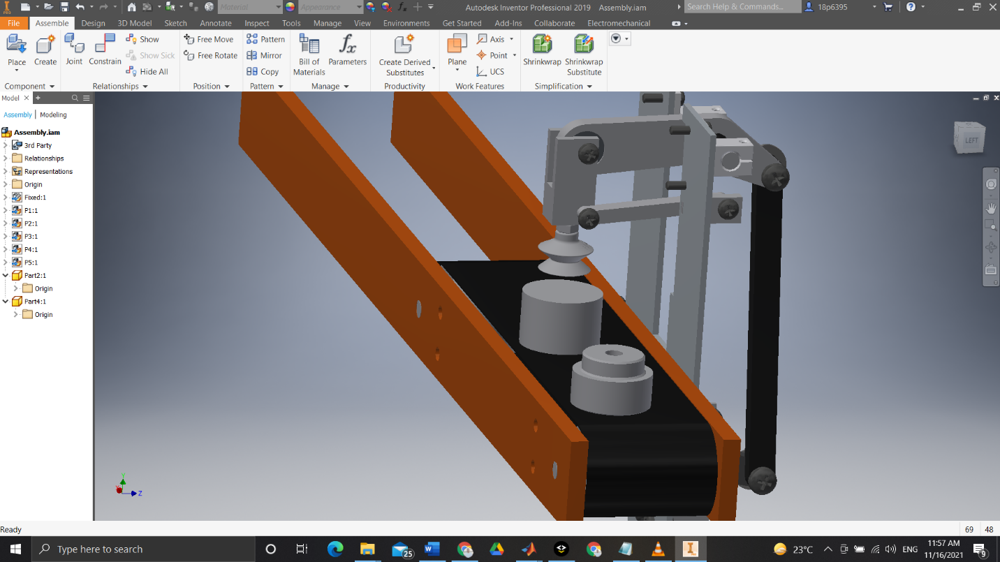 Material
Appearance
Autodesk Inventor Professional 2019 Assembly.iam
Search Help & Commands...
18p6395
PRO
File Assemble Design 3D Model Sketch Annotate Inspect Tools Manage View Environments Get Started Add-Ins Collaborate Electromechanical
Place
Create
Joint
Constrain
Show
Show Sick
Hide All
Free Move
Free Rotate
Pattern
Mirror
Copy
Bill of
Materials
Parameters
Create Derived
Substitutes
Plane
Axis
Point
UCS
Shrinkwrap
Shrinkwrap
Substitute
Component
Relationships
Position
Pattern
Manage
Productivity
Work Features
Simplification
Model
Assembly Modeling
Assembly.iam
3rd Party
Relationships
Representations
Origin
Fixed:1
P1:1
P2:1
P3:1
P4:1
P5:1
Part2:1
Origin
Part4:1
Origin
LEFT
Y
Z
Ready
69 48
Type here to search
25
23°C
ENG
11:57 AM
11/16/2021
9